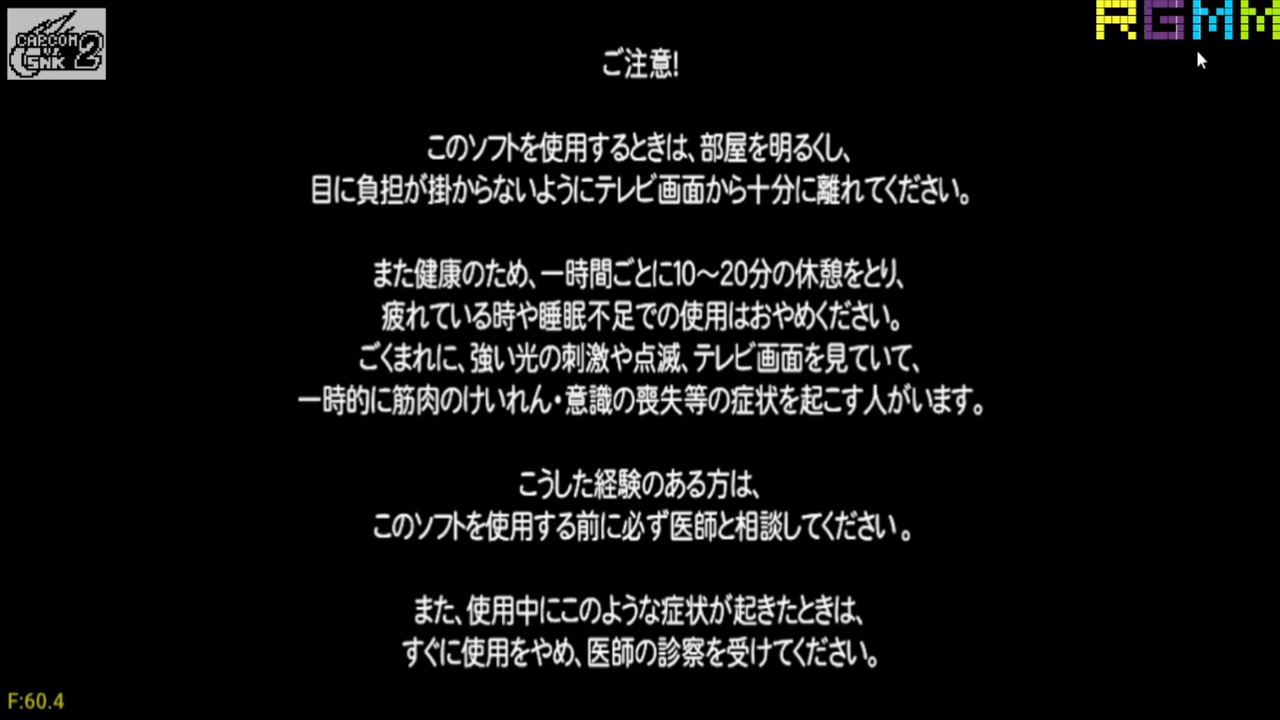 CAPCOM
VS
SNK 2
RGMM
ご注意!
このソフトを使用するときは、部屋を明るくし、
目に負担が掛からないようにテレビ画面から十分に離れてください。
また健康のため、一時間ごとに10～20分の休憩をとり、
疲れている時や睡眠不足での使用はおやめください。
ごくまれに、強い光の刺激や点滅、テレビ画面を見ていて、
一時的に筋肉のけいれん・意識の喪失等の症状を起こす人がいます。
こうした経験のある方は、
このソフトを使用する前に必ず医師と相談してください。
また、使用中にこのような症状が起きたときは、
すぐに使用をやめ、医師の診察を受けてください。
F:60.4